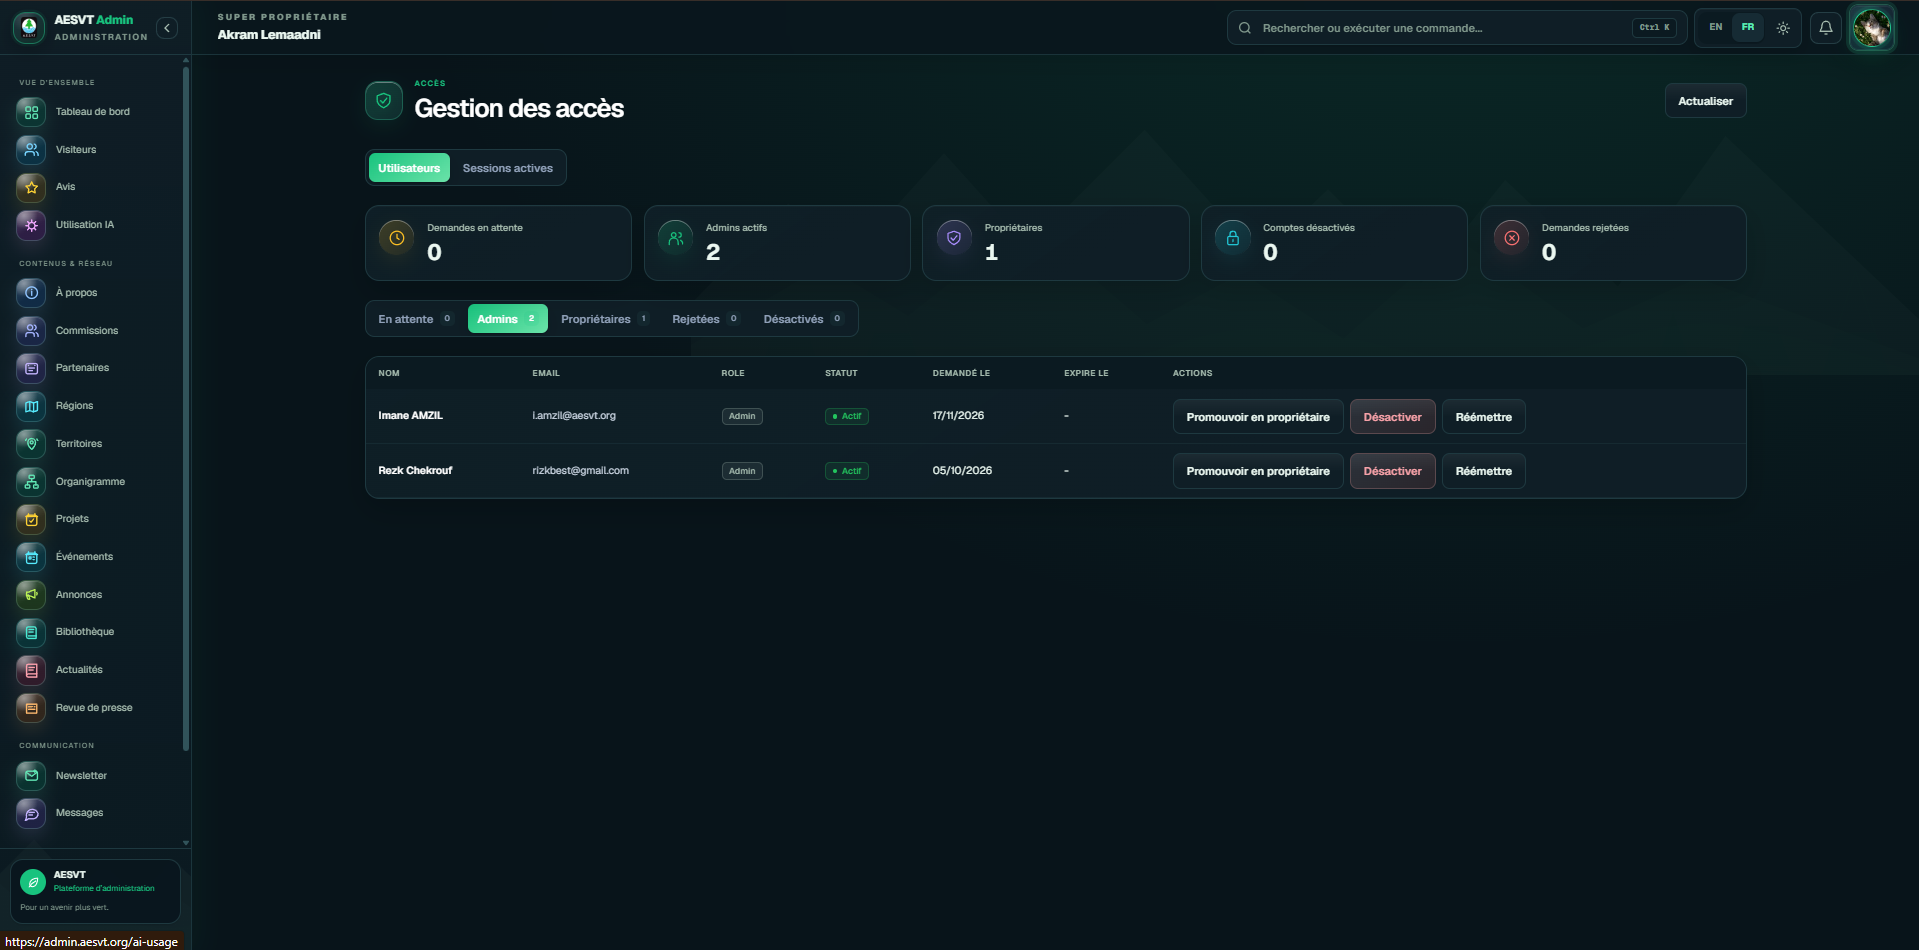 AESVT Admin
ADMINISTRATION
SUPER PROPRIÉTAIRE
Akram Lemaadni
Rechercher ou exécuter une commande...
Ctrl K
EN
FR
VUE D'ENSEMBLE
Tableau de bord
Visiteurs
Avis
Utilisation IA
CONTENUS & RÉSEAU
À propos
Commissions
Partenaires
Régions
Territoires
Organigramme
Projets
Événements
Annonces
Bibliothèque
Actualités
Revue de presse
COMMUNICATION
Newsletter
Messages
AESVT
Plateforme d'administration
Pour un avenir plus vert.
https://admin.aesvt.org/ai-usage
ACCÈS
Gestion des accès
Actualiser
Utilisateurs
Sessions actives
Demandes en attente
0
Admins actifs
2
Propriétaires
1
Comptes désactivés
0
Demandes rejetées
0
En attente 0
Admins 2
Propriétaires 1
Rejetées 0
Désactivés 0
NOM EMAIL ROLE STATUT DEMANDÉ LE EXPIRE LE ACTIONS
Imane AMZIL i.amzil@aesvt.org Admin Actif 17/11/2026 - Promouvoir en propriétaire Désactiver Réémettre
Rezk Chekrouf rizkbest@gmail.com Admin Actif 05/10/2026 - Promouvoir en propriétaire Désactiver Réémettre